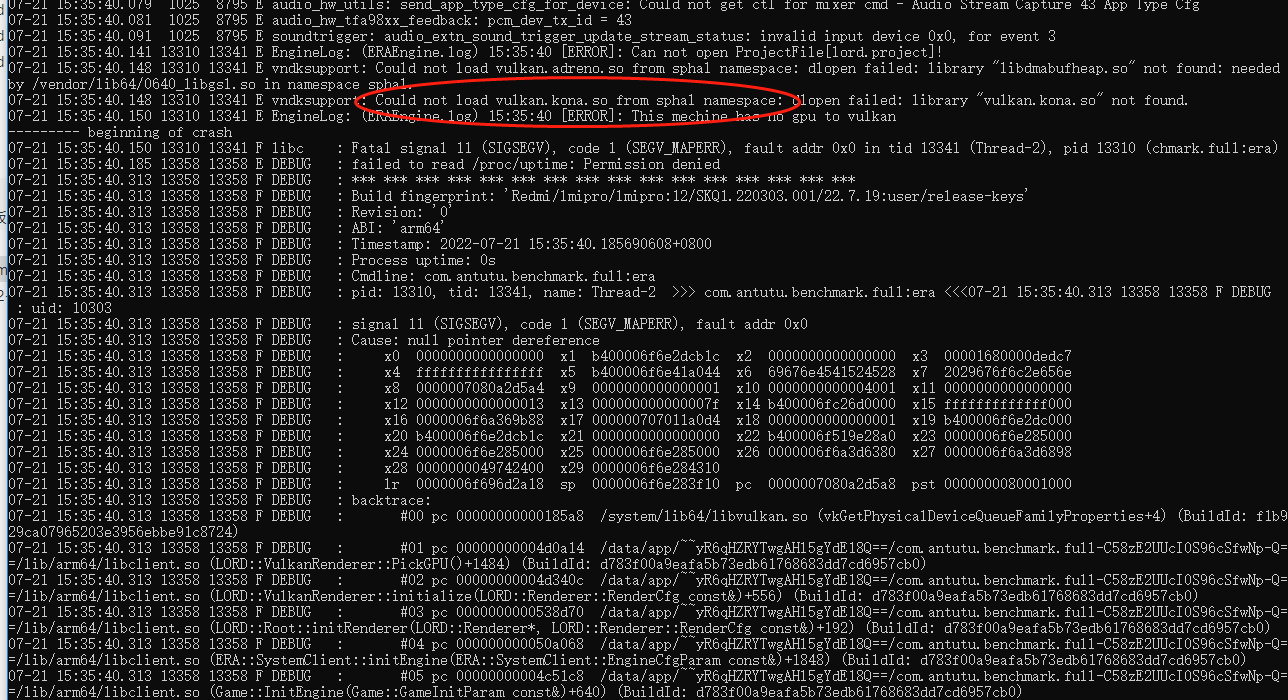 07-21 15:35:40.079  1025  8795 E audio_hw_utils: send_app_type_cfg_for_device: Could not get ctl for mixer cmd - Audio Stream Capture 43 App Type Cfg
07-21 15:35:40.086  1025  8795 E audio_hw_tfa98xx_feedback: pcm_dev_tx_id = 43
07-21 15:35:40.091  1025  8795 E soundtrigger: audio_extn_sound_trigger_update_stream_status: invalid input device 0x0, for event 3
07-21 15:35:40.141 13310 13341 E EngineLog: (ERAEngine.log) 15:35:40 [ERROR]: Can not open ProjectFile[lord.project]!
07-21 15:35:40.148 13310 13341 E vndksupport: Could not load vulkan.adreno.so from sphal namespace: dlopen failed: library "libdmabufheap.so" not found: needed
by /vendor/lib64/0640_libgsl.so in namespace sphal.
07-21 15:35:40.148 13310 13341 E vndksupport: Could not load vulkan.kona.so from sphal namespace: dlopen failed: library "vulkan.kona.so" not found.
07-21 15:35:40.150 13310 13341 E EngineLog: (ERAEngine.log) 15:35:40 [ERROR]: This mechine has no gpu to vulkan
--------- beginning of crash
07-21 15:35:40.150 13310 13341 F libc    : Fatal signal 11 (SIGSEGV), code 1 (SEGV_MAPERR), fault addr 0x0 in tid 13341 (Thread-2), pid 13310 (chmark.full:era)
07-21 15:35:40.185 13358 13358 E DEBUG   : failed to read /proc/uptime: Permission denied
07-21 15:35:40.313 13358 13358 F DEBUG   : *** *** *** *** *** *** *** *** *** *** *** *** *** *** *** ***
07-21 15:35:40.313 13358 13358 F DEBUG   : Build fingerprint: 'Redmi/lmipro/lmipro:12/SKQ1.220303.001/22.7.19:user/release-keys'
07-21 15:35:40.313 13358 13358 F DEBUG   : Revision: '0'
07-21 15:35:40.313 13358 13358 F DEBUG   : ABI: 'arm64'
07-21 15:35:40.313 13358 13358 F DEBUG   : Timestamp: 2022-07-21 15:35:40.185690608+0800
07-21 15:35:40.313 13358 13358 F DEBUG   : Process uptime: 0s
07-21 15:35:40.313 13358 13358 F DEBUG   : Cmdline: com.antutu.benchmark.full:era
07-21 15:35:40.313 13358 13358 F DEBUG   : pid: 13310, tid: 13341, name: Thread-2  >>> com.antutu.benchmark.full:era <<<07-21 15:35:40.313 13358 13358 F DEBUG
: uid: 10303
07-21 15:35:40.313 13358 13358 F DEBUG   : signal 11 (SIGSEGV), code 1 (SEGV_MAPERR), fault addr 0x0
07-21 15:35:40.313 13358 13358 F DEBUG   : Cause: null pointer dereference
07-21 15:35:40.313 13358 13358 F DEBUG   :     x0  0000000000000000  x1  b400006f6e2dcb1c  x2  0000000000000000  x3  00001680000dedc7
07-21 15:35:40.313 13358 13358 F DEBUG   :     x4  ffffffffffffffff  x5  b400006f6e41a044  x6  69676e4541524528  x7  2029676f6c2e656e
07-21 15:35:40.313 13358 13358 F DEBUG   :     x8  0000007080a2d5a4  x9  0000000000000001  x10 0000000000004001  x11 0000000000000000
07-21 15:35:40.313 13358 13358 F DEBUG   :     x12 0000000000000013  x13 000000000000007f  x14 b400006fc26d0000  x15 fffffffffffff000
07-21 15:35:40.313 13358 13358 F DEBUG   :     x16 0000006f6a369b88  x17 000000707011a0d4  x18 0000000000000001  x19 b400006f6e2dc000
07-21 15:35:40.313 13358 13358 F DEBUG   :     x20 b400006f6e2dcb1c  x21 0000000000000000  x22 b400006f519e28a0  x23 0000006f6e285000
07-21 15:35:40.313 13358 13358 F DEBUG   :     x24 0000006f6e285000  x25 0000006f6e285000  x26 0000006f6a3d6380  x27 0000006f6a3d6898
07-21 15:35:40.313 13358 13358 F DEBUG   :     x28 0000000049742400  x29 0000006f6e284310
07-21 15:35:40.313 13358 13358 F DEBUG   :     lr  0000006f696d2a18  sp  0000006f6e283f10  pc  0000007080a2d5a8  pst 0000000080001000
07-21 15:35:40.313 13358 13358 F DEBUG   : backtrace:
07-21 15:35:40.313 13358 13358 F DEBUG   :       #00 pc 00000000000185a8  /system/lib64/libvulkan.so (vkGetPhysicalDeviceQueueFamilyProperties+4) (BuildId: f1b9
29ca07965203e3956ebbe91c8724)
07-21 15:35:40.313 13358 13358 F DEBUG   :       #01 pc 00000000004d0a14  /data/app/~~yR6qHZRYTwgAH15gYdE18Q==/com.antutu.benchmark.full-C58zE2UUcI0S96cSfwNp-Q=
=/lib/arm64/libclient.so (LORD::VulkanRenderer::PickGPU()+1484) (BuildId: d783f00a9eafa5b73edb61768683dd7cd6957cb0)
07-21 15:35:40.313 13358 13358 F DEBUG   :       #02 pc 00000000004d340c  /data/app/~~yR6qHZRYTwgAH15gYdE18Q==/com.antutu.benchmark.full-C58zE2UUcI0S96cSfwNp-Q=
=/lib/arm64/libclient.so (LORD::VulkanRenderer::initialize(LORD::Renderer::RenderCfg const&)+556) (BuildId: d783f00a9eafa5b73edb61768683dd7cd6957cb0)
07-21 15:35:40.313 13358 13358 F DEBUG   :       #03 pc 0000000000538d70  /data/app/~~yR6qHZRYTwgAH15gYdE18Q==/com.antutu.benchmark.full-C58zE2UUcI0S96cSfwNp-Q=
=/lib/arm64/libclient.so (LORD::Root::initRenderer(LORD::Renderer*, LORD::Renderer::RenderCfg const&)+192) (BuildId: d783f00a9eafa5b73edb61768683dd7cd6957cb0)
07-21 15:35:40.313 13358 13358 F DEBUG   :       #04 pc 000000000050a068  /data/app/~~yR6qHZRYTwgAH15gYdE18Q==/com.antutu.benchmark.full-C58zE2UUcI0S96cSfwNp-Q=
=/lib/arm64/libclient.so (ERA::SystemClient::initEngine(ERA::SystemClient::EngineCfgParam const&)+1848) (BuildId: d783f00a9eafa5b73edb61768683dd7cd6957cb0)
07-21 15:35:40.313 13358 13358 F DEBUG   :       #05 pc 00000000004c51c8  /data/app/~~yR6qHZRYTwgAH15gYdE18Q==/com.antutu.benchmark.full-C58zE2UUcI0S96cSfwNp-Q=
=/lib/arm64/libclient.so (Game::InitEngine(Game::GameInitParam const&)+640) (BuildId: d783f00a9eafa5b73edb61768683dd7cd6957cb0)